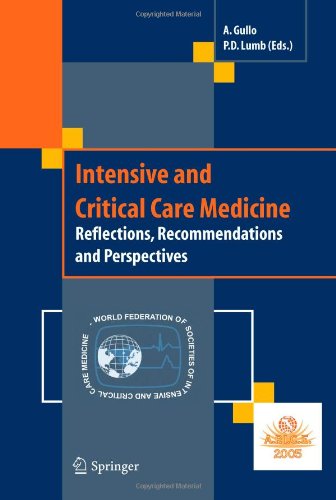 A. Gullo
P.D. Lumb (Eds.)
Intensive and
Critical Care Medicine
Reflections, Recommendations
and Perspectives
WORLD FEDERATION OF SOCIETIES OF INTENSIVE AND CRITICAL CARE MEDICINE -
A.P.I.C.E.
2005
Springer